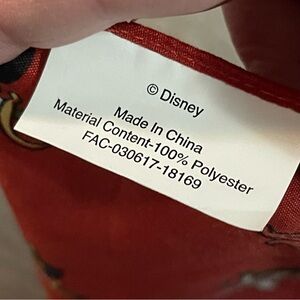 © Disney
Made In China
Material Content-100% Polyester
FAC-030617-18169